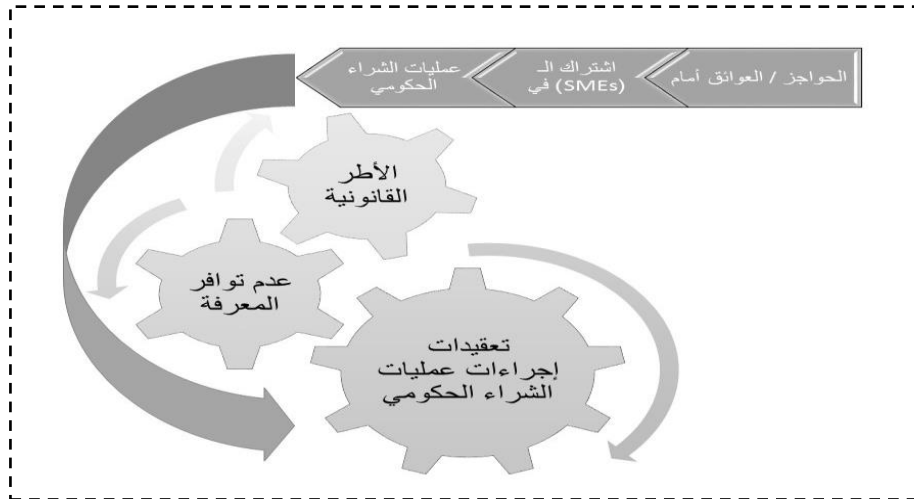 الحواجز / العوائق أمام
اشتراك الـ
(SMEs) في
عمليات الشراء
الحكومي
الأطر
القانونية
عدم توافر
المعرفة
تعقيدات
إجراءات عمليات
الشراء الحكومي